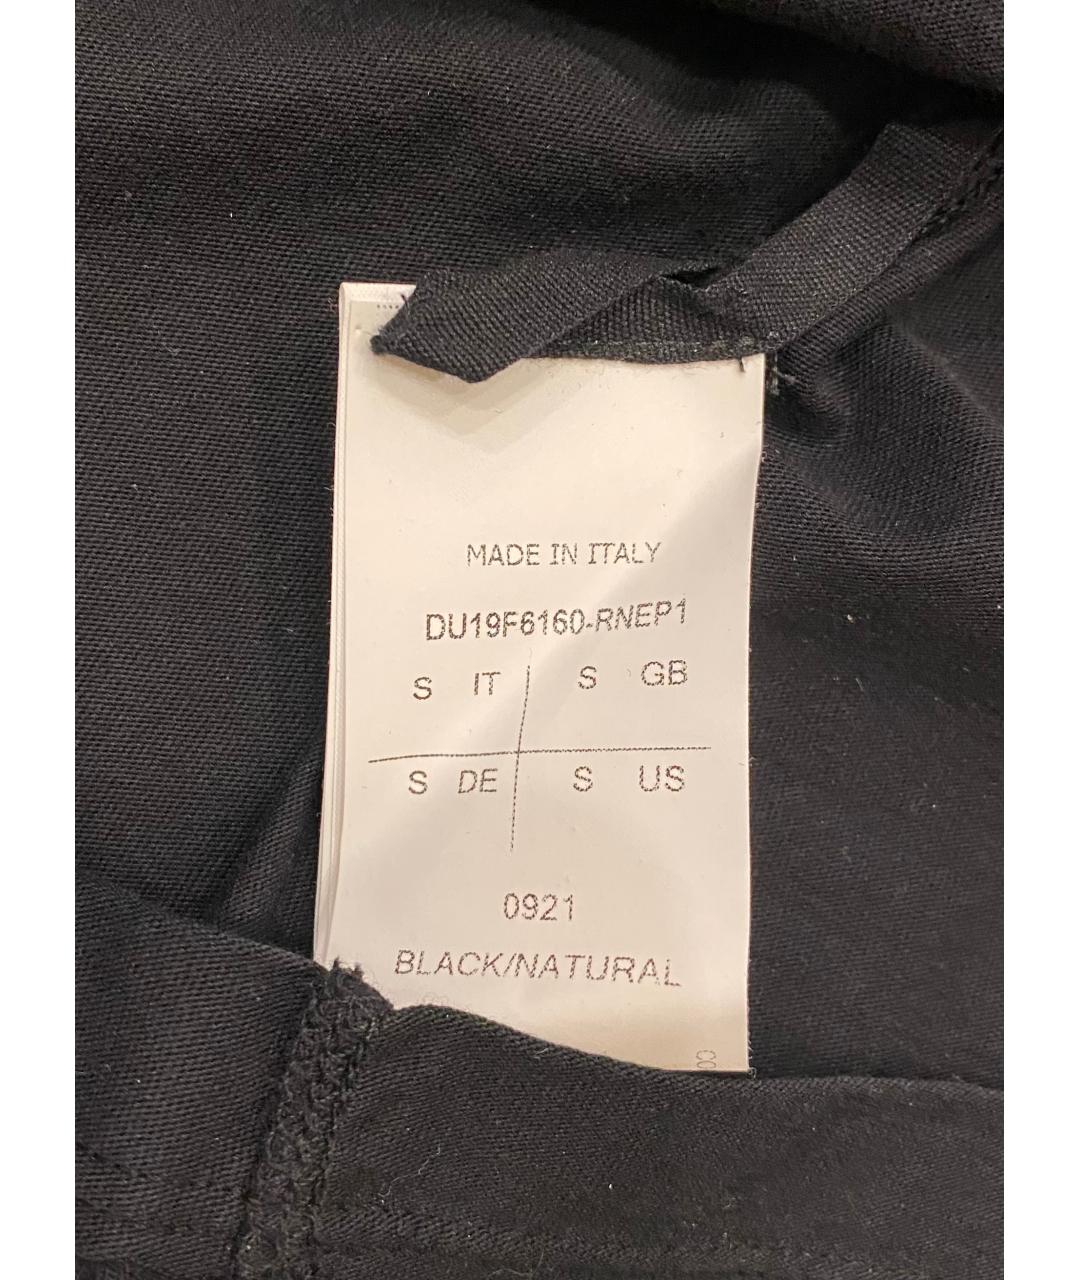 MADE IN ITALY
DU19F6160-RNEP1
S IT S GB
S DE S US
0921
BLACK/NATURAL